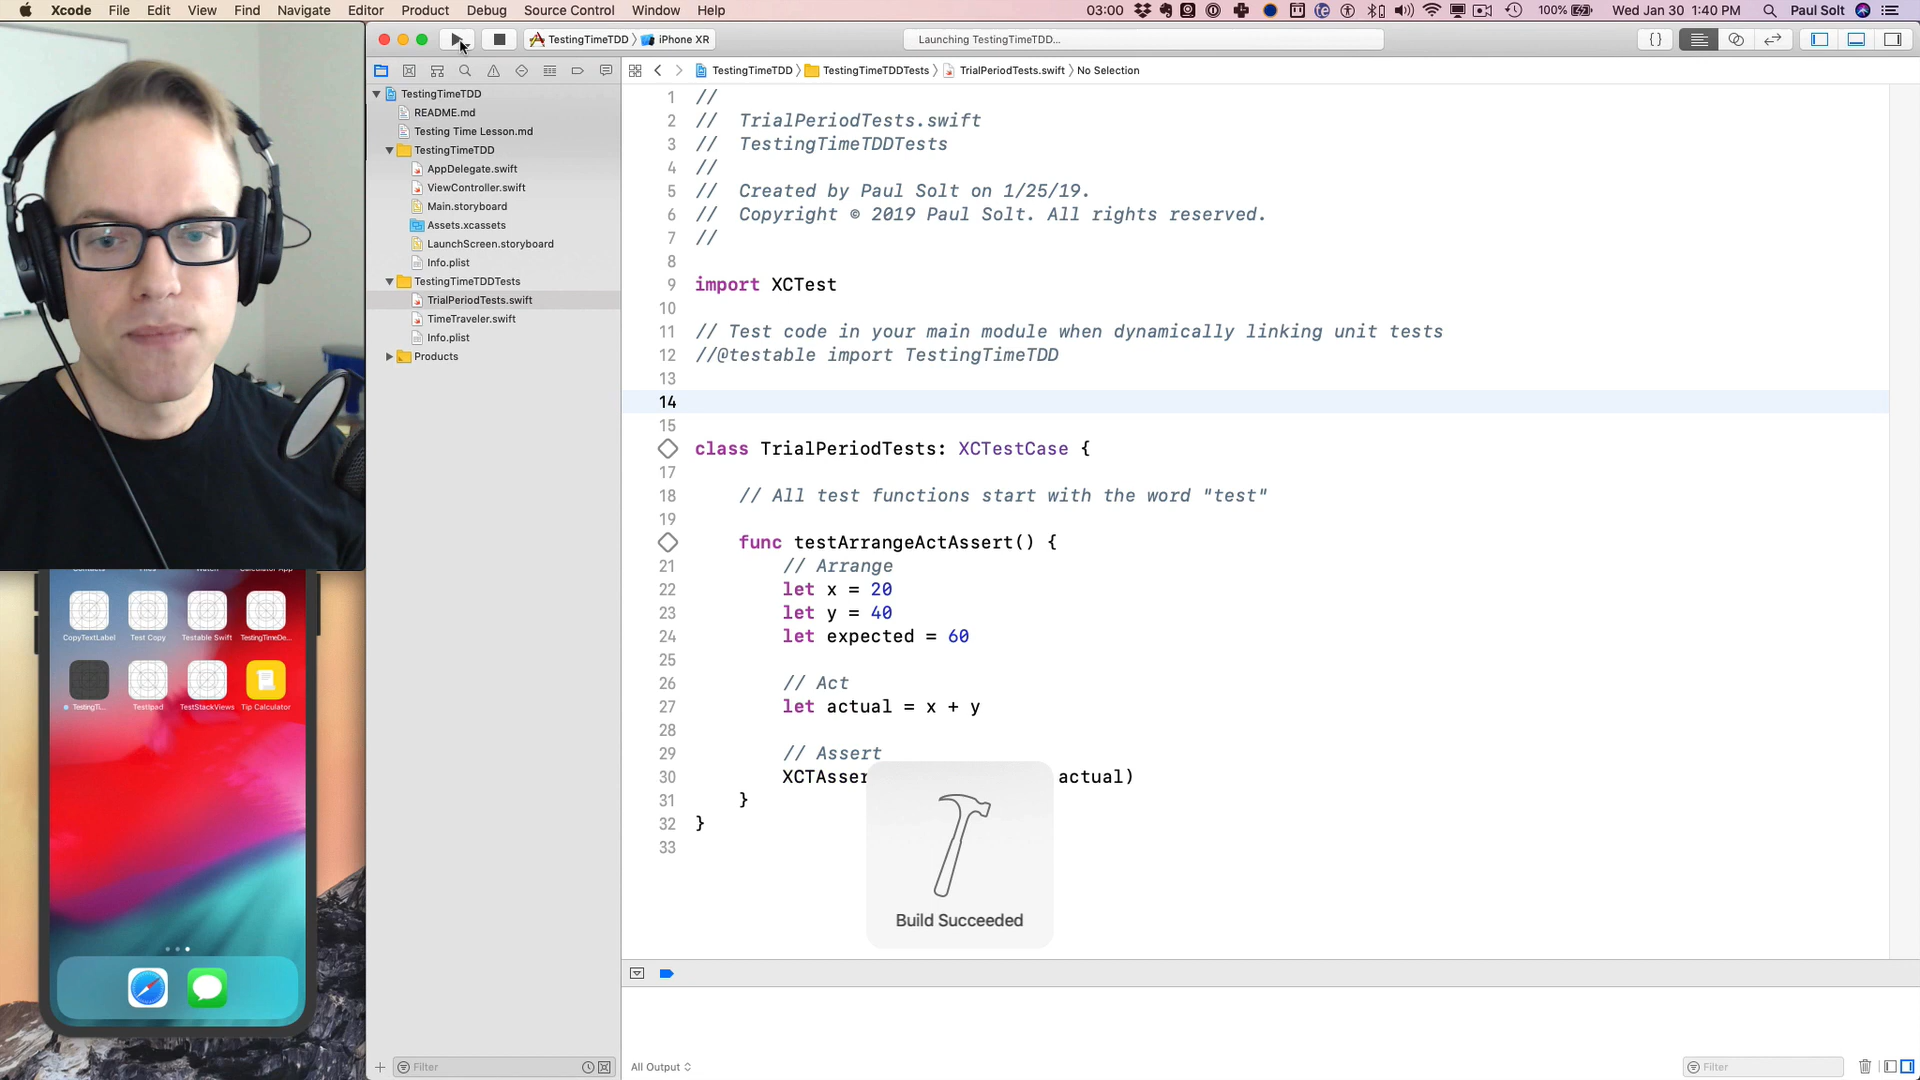 Xcode File Edit View Find Navigate Editor Product Debug Source Control Window Help 03:00 100% Wed Jan 30 1:40 PM Paul Solt
TestingTimeTDD iPhone XR Launching TestingTimeTDD...
TestingTimeTDD TestingTimeTDDTests TrialPeriodTests.swift No Selection
TestingTimeTDD
README.md
Testing Time Lesson.md
TestingTimeTDD
AppDelegate.swift
ViewController.swift
Main.storyboard
Assets.xcassets
LaunchScreen.storyboard
Info.plist
TestingTimeTDDTests
TrialPeriodTests.swift
TimeTraveler.swift
Info.plist
Products
1 //
2 // TrialPeriodTests.swift
3 // TestingTimeTDDTests
4 //
5 // Created by Paul Solt on 1/25/19.
6 // Copyright © 2019 Paul Solt. All rights reserved.
7 //
8
9 import XCTest
10
11 // Test code in your main module when dynamically linking unit tests
12 //@testable import TestingTimeTDD
13
14
15
class TrialPeriodTests: XCTestCase {
17
18 // All test functions start with the word "test"
19
func testArrangeActAssert() {
21 // Arrange
22 let x = 20
23 let y = 40
24 let expected = 60
25
26 // Act
27 let actual = x + y
28
29 // Assert
30 XCTAsser actual)
31 }
32 }
33
Build Succeeded
CopyTextLabel Test Copy Testable Swift TestingTimeDe...
TestingTi... TestIpad TestStackViews Tip Calculator
Filter
All Output
Filter